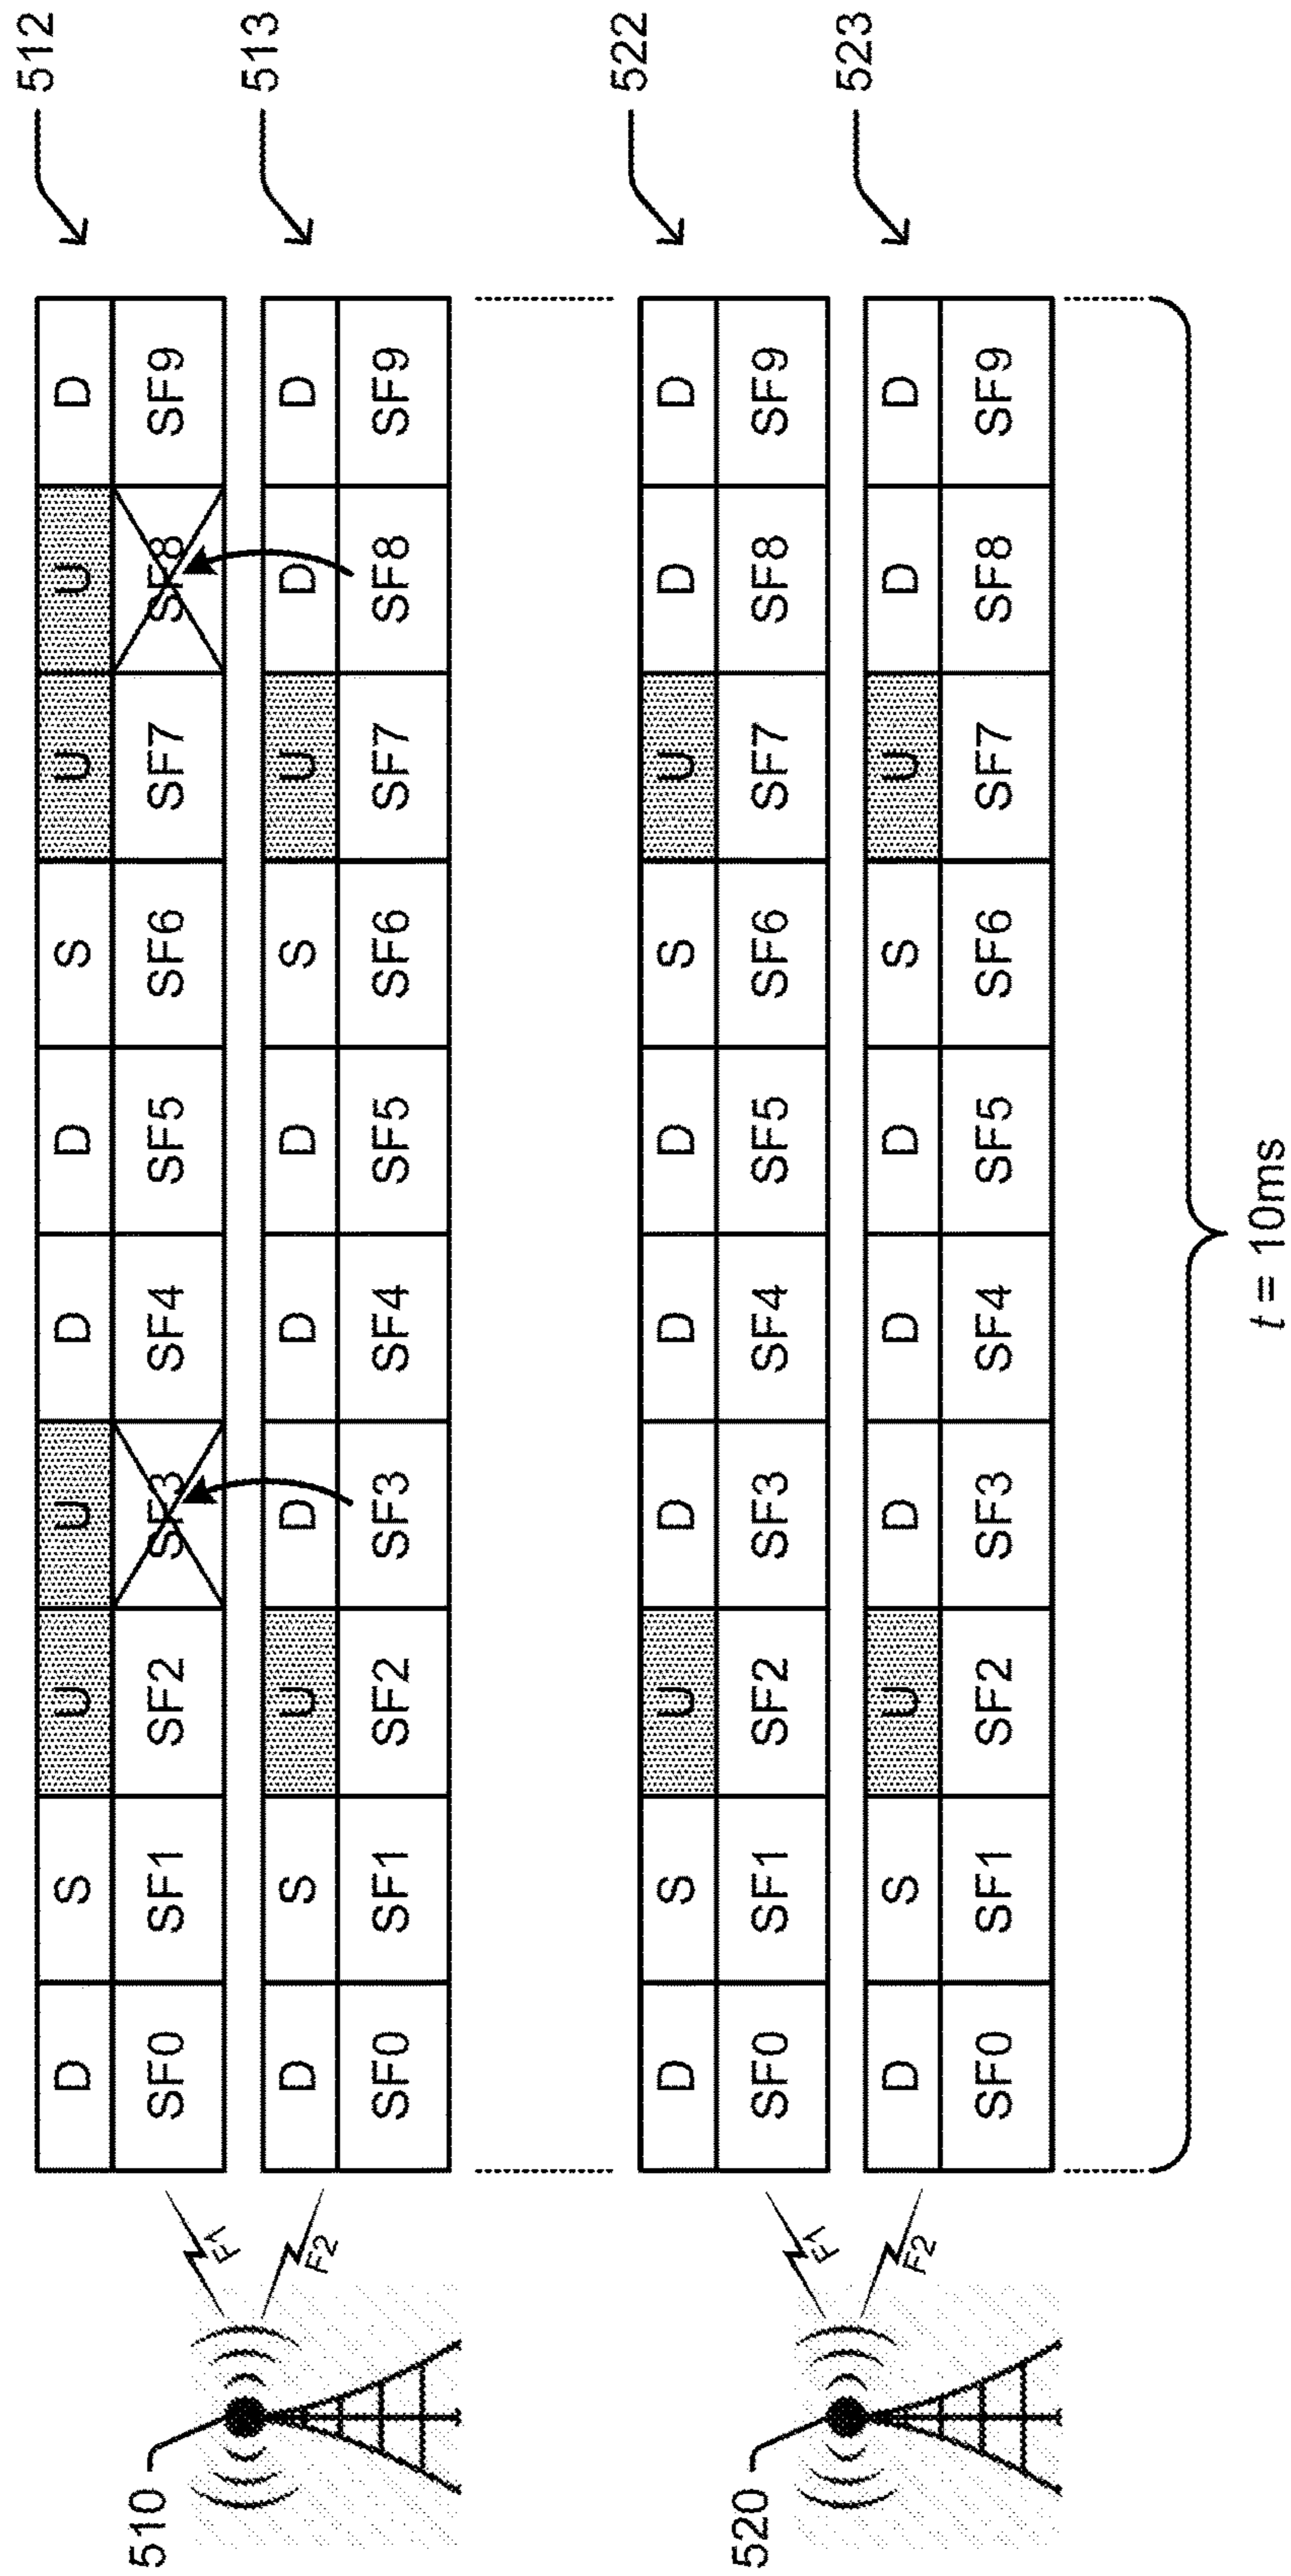 510
F1
F2
D S U U D D S U U D
SF0 SF1 SF2 SF3 SF4 SF5 SF6 SF7 SF8 SF9
512
D S U D D D S U D D
SF0 SF1 SF2 SF3 SF4 SF5 SF6 SF7 SF8 SF9
513
520
F1
F2
D S U D D D S U D D
SF0 SF1 SF2 SF3 SF4 SF5 SF6 SF7 SF8 SF9
522
D S U D D D S U D D
SF0 SF1 SF2 SF3 SF4 SF5 SF6 SF7 SF8 SF9
523
t = 10ms